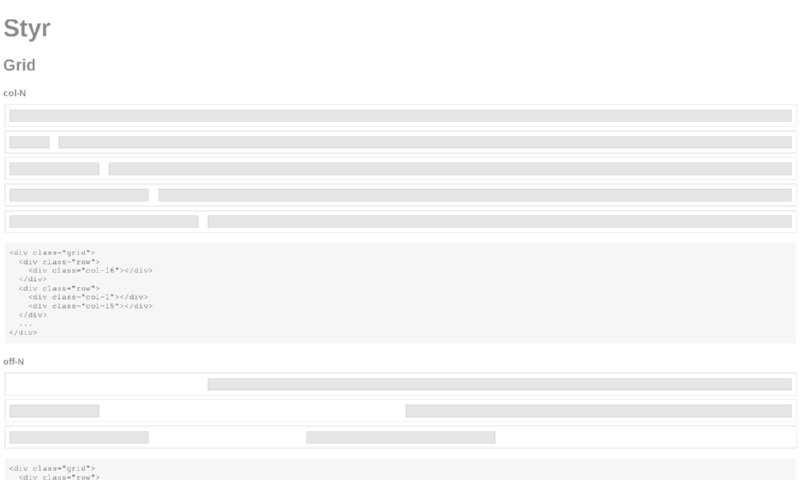 Styr
Grid
col-N
<div class="grid">
<div class="row">
<div class="col-16"></div>
</div>
<div class="row">
<div class="col-1"></div>
<div class="col-15"></div>
</div>
...
</div>
off-N
<div class="grid">
<div class="row">